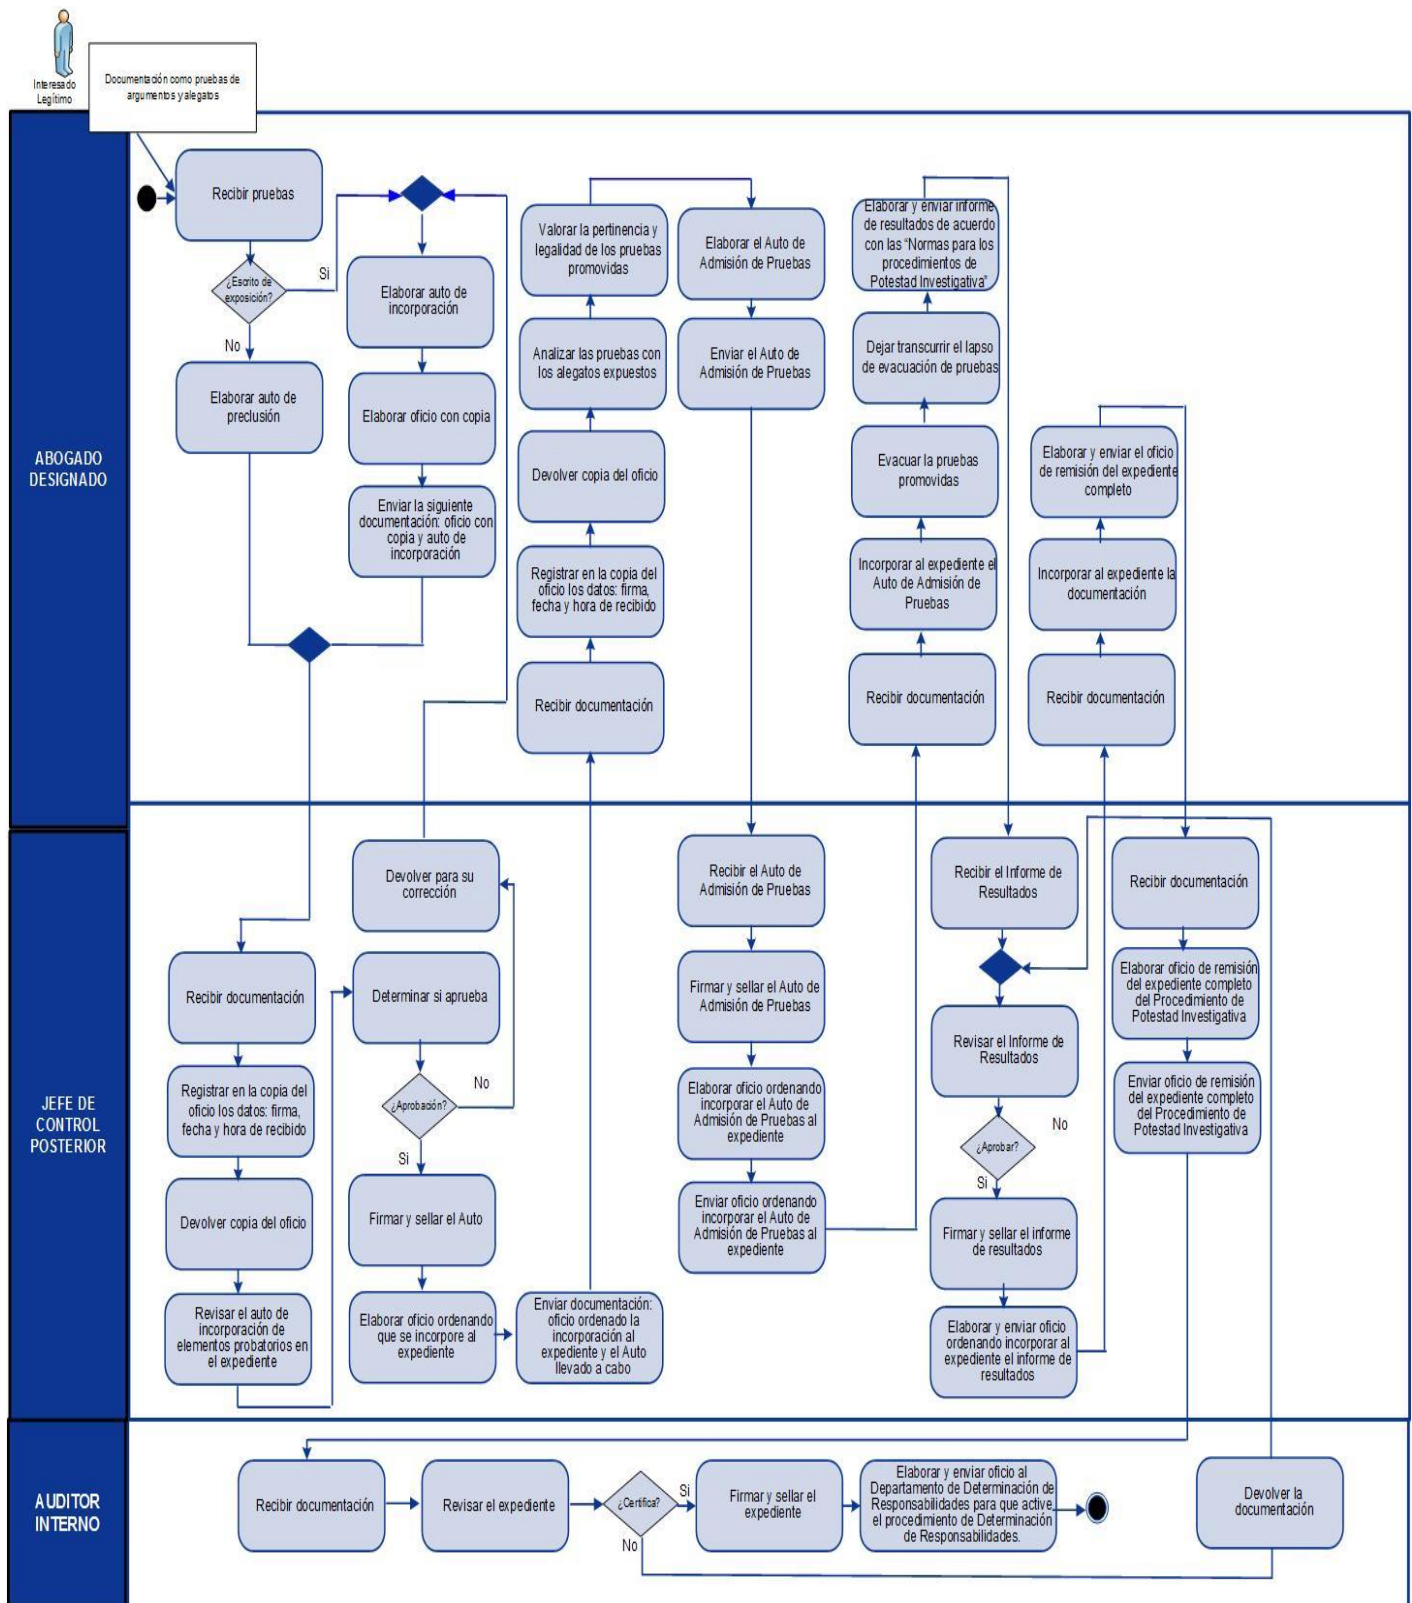 Interesado
Legítimo
Documentación como pruebas de
argumentos y alegatos
ABOGADO
DESIGNADO
Recibir pruebas
¿Escrito de
exposición?
Si
No
Elaborar auto de
preclusión
Elaborar auto de
incorporación
Elaborar oficio con copia
Enviar la siguiente
documentación: oficio con
copia y auto de
incorporación
Valorar la pertinencia y
legalidad de los pruebas
promovidas
Analizar las pruebas con
los alegatos expuestos
Devolver copia del oficio
Registrar en la copia del
oficio los datos: firma,
fecha y hora de recibido
Recibir documentación
Elaborar el Auto de
Admisión de Pruebas
Enviar el Auto de
Admisión de Pruebas
Elaborar y enviar informe
de resultados de acuerdo
con las “Normas para los
procedimientos de
Potestad Investigativa”
Dejar transcurrir el lapso
de evacuación de pruebas
Evacuar la pruebas
promovidas
Incorporar al expediente el
Auto de Admisión de
Pruebas
Recibir documentación
Elaborar y enviar el oficio
de remisión del expediente
completo
Incorporar al expediente la
documentación
Recibir documentación
JEFE DE
CONTROL
POSTERIOR
Recibir documentación
Registrar en la copia del
oficio los datos: firma,
fecha y hora de recibido
Devolver copia del oficio
Revisar el auto de
incorporación de
elementos probatorios en
el expediente
Devolver para su
corrección
Determinar si aprueba
¿Aprobación?
No
Si
Firmar y sellar el Auto
Elaborar oficio ordenando
que se incorpore al
expediente
Enviar documentación:
oficio ordenado la
incorporación al
expediente y el Auto
llevado a cabo
Recibir el Auto de
Admisión de Pruebas
Firmar y sellar el Auto de
Admisión de Pruebas
Elaborar oficio ordenando
incorporar el Auto de
Admisión de Pruebas al
expediente
Enviar oficio ordenando
incorporar el Auto de
Admisión de Pruebas al
expediente
Recibir el Informe de
Resultados
Revisar el Informe de
Resultados
¿Aprobar?
No
Si
Firmar y sellar el informe
de resultados
Elaborar y enviar oficio
ordenando incorporar al
expediente el informe de
resultados
Recibir documentación
Elaborar oficio de remisión
del expediente completo
del Procedimiento de
Potestad Investigativa
Enviar oficio de remisión
del expediente completo
del Procedimiento de
Potestad Investigativa
AUDITOR
INTERNO
Recibir documentación
Revisar el expediente
¿Certifica?
Si
No
Firmar y sellar el
expediente
Elaborar y enviar oficio al
Departamento de Determinación de
Responsabilidades para que active
el procedimiento de Determinación
de Responsabilidades.
Devolver la
documentación